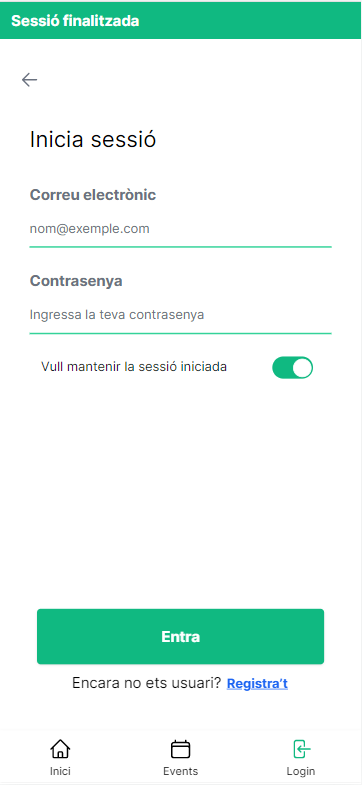 Sessió finalitzada
Inicia sessió
Correu electrònic
nom@exemple.com
Contrasenya
Ingressa la teva contrasenya
Vull mantenir la sessió iniciada
Entra
Encara no ets usuari? Registra't
Inici Events Login